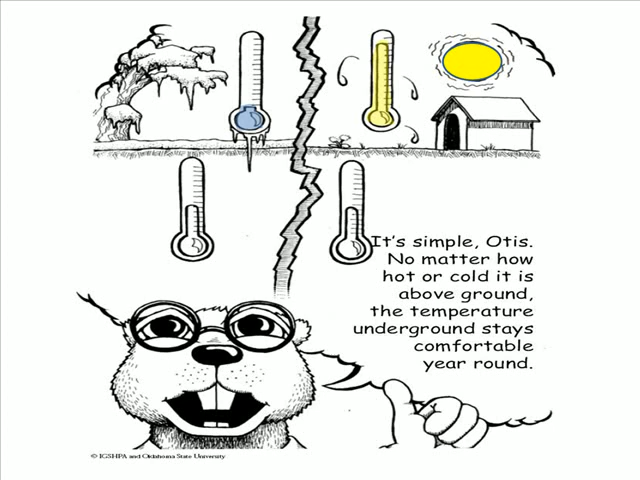 It's simple, Otis.
No matter how
hot or cold it is
above ground,
the temperature
underground stays
comfortable
year round.
© IGSHPA and Oklahoma State University